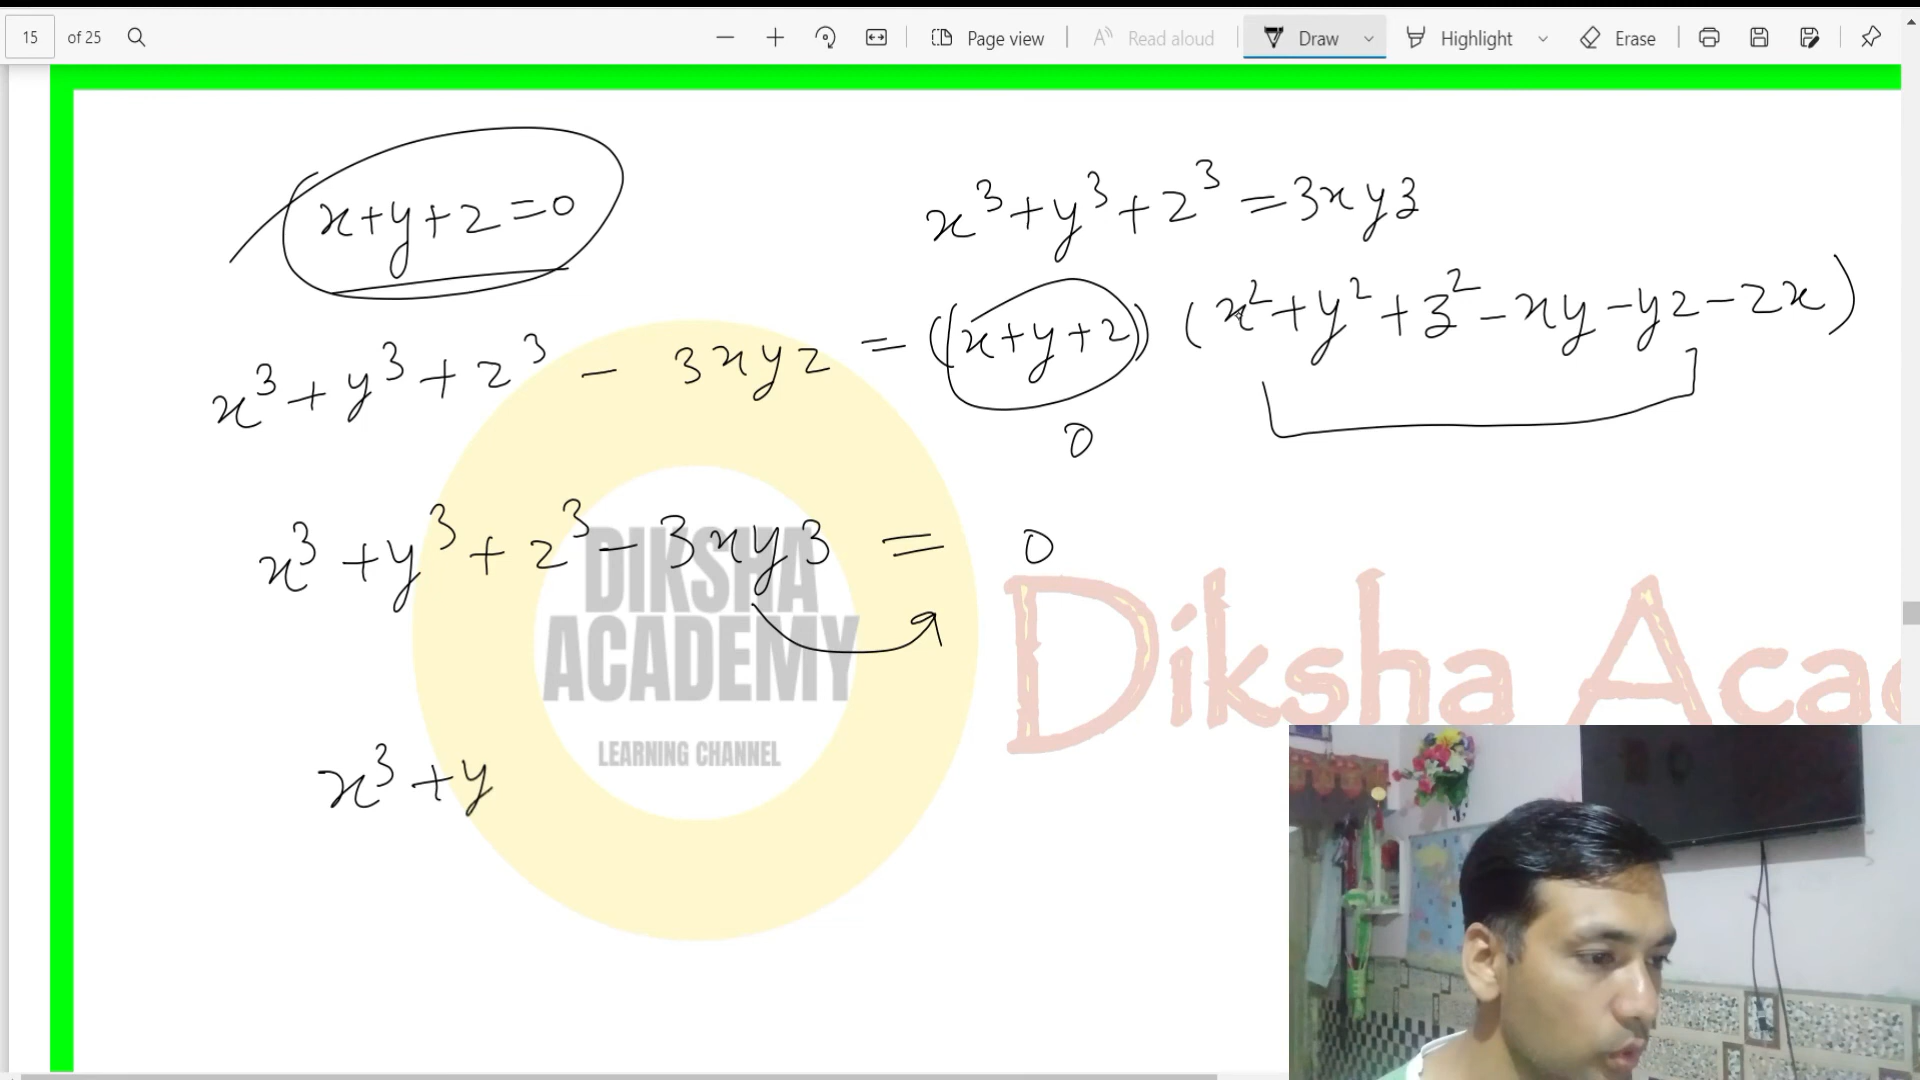 15 of 25 Page view Read aloud Draw Highlight Erase
x+y+z=0
x³+y³+z³=3xyz
x³+y³+z³ - 3xyz = (x+y+z) (x²+y²+z²-xy-yz-zx)
0
x³+y³+z³-3xyz = 0
x³+y
DIKSHA
ACADEMY
LEARNING CHANNEL
Diksha Acad